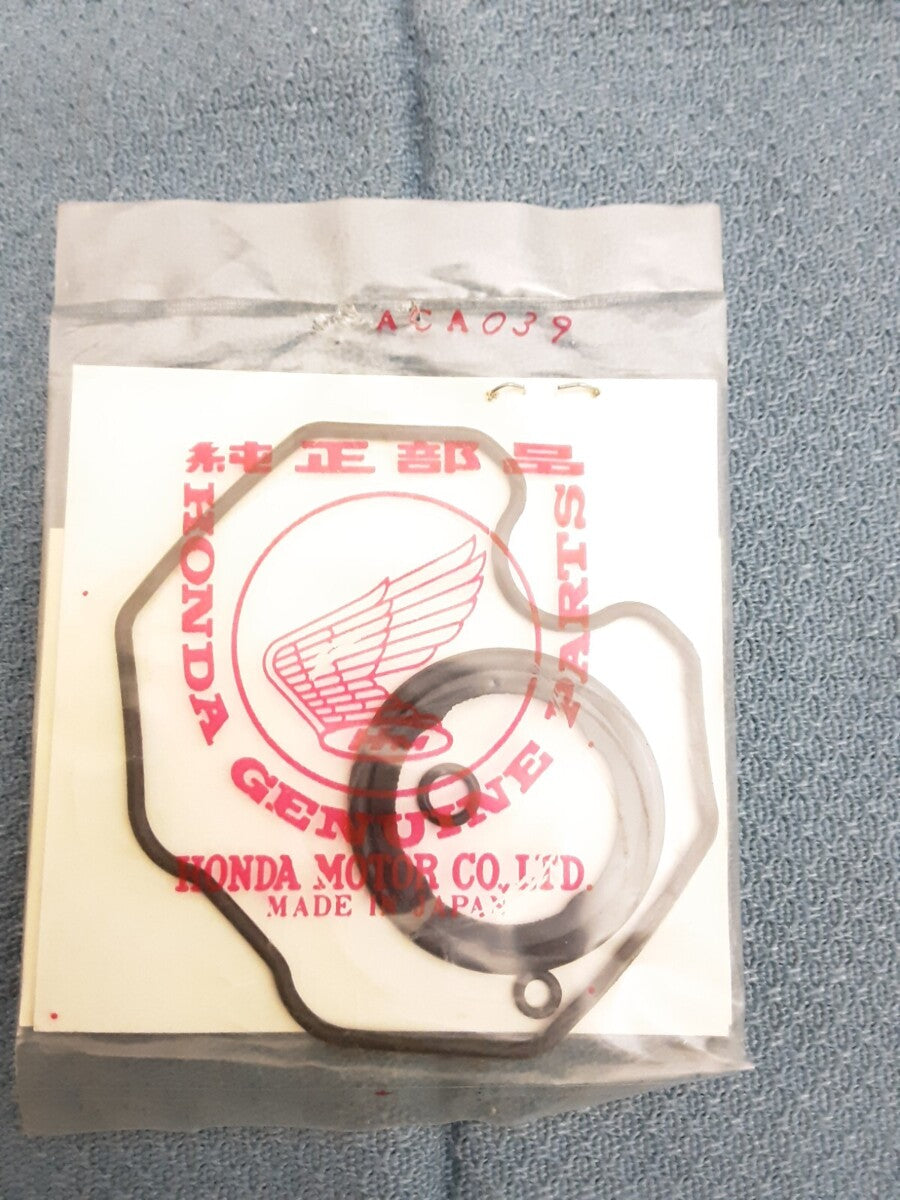 ACA039
純正部品
HONDA GENUINE PARTS
HONDA MOTOR CO., LTD.
MADE IN JAPAN